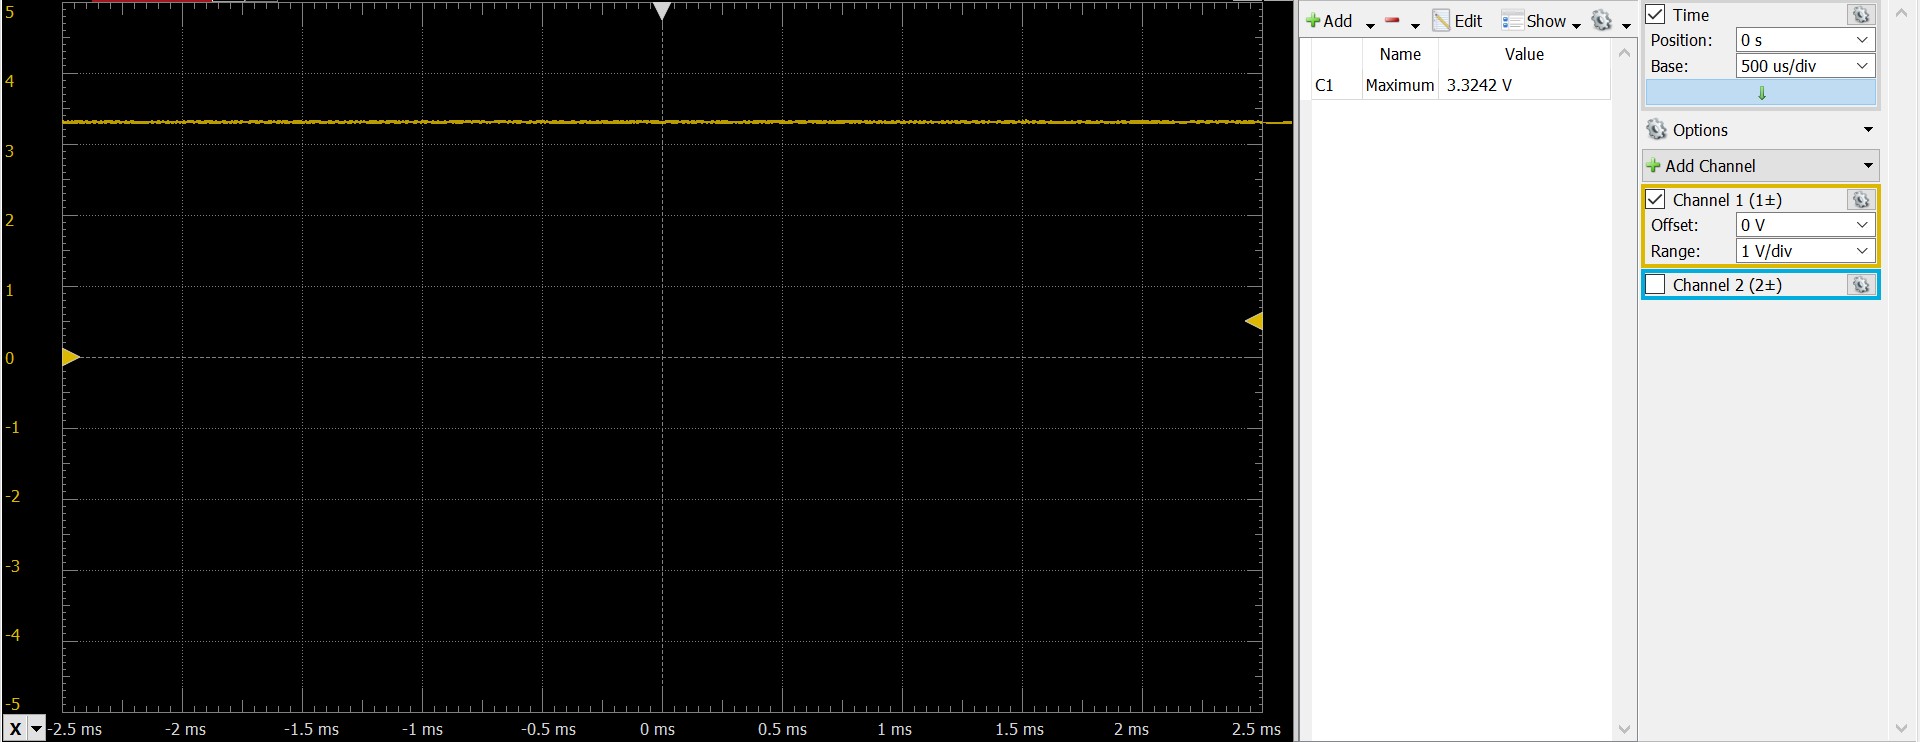 5
4
3
2
1
0
-1
-2
-3
-4
-5
X
-2.5 ms -2 ms -1.5 ms -1 ms -0.5 ms 0 ms 0.5 ms 1 ms 1.5 ms 2 ms 2.5 ms
Add Edit Show
Name Value
C1 Maximum 3.3242 V
Time
Position: 0 s
Base: 500 us/div
Options
Add Channel
Channel 1 (1±)
Offset: 0 V
Range: 1 V/div
Channel 2 (2±)